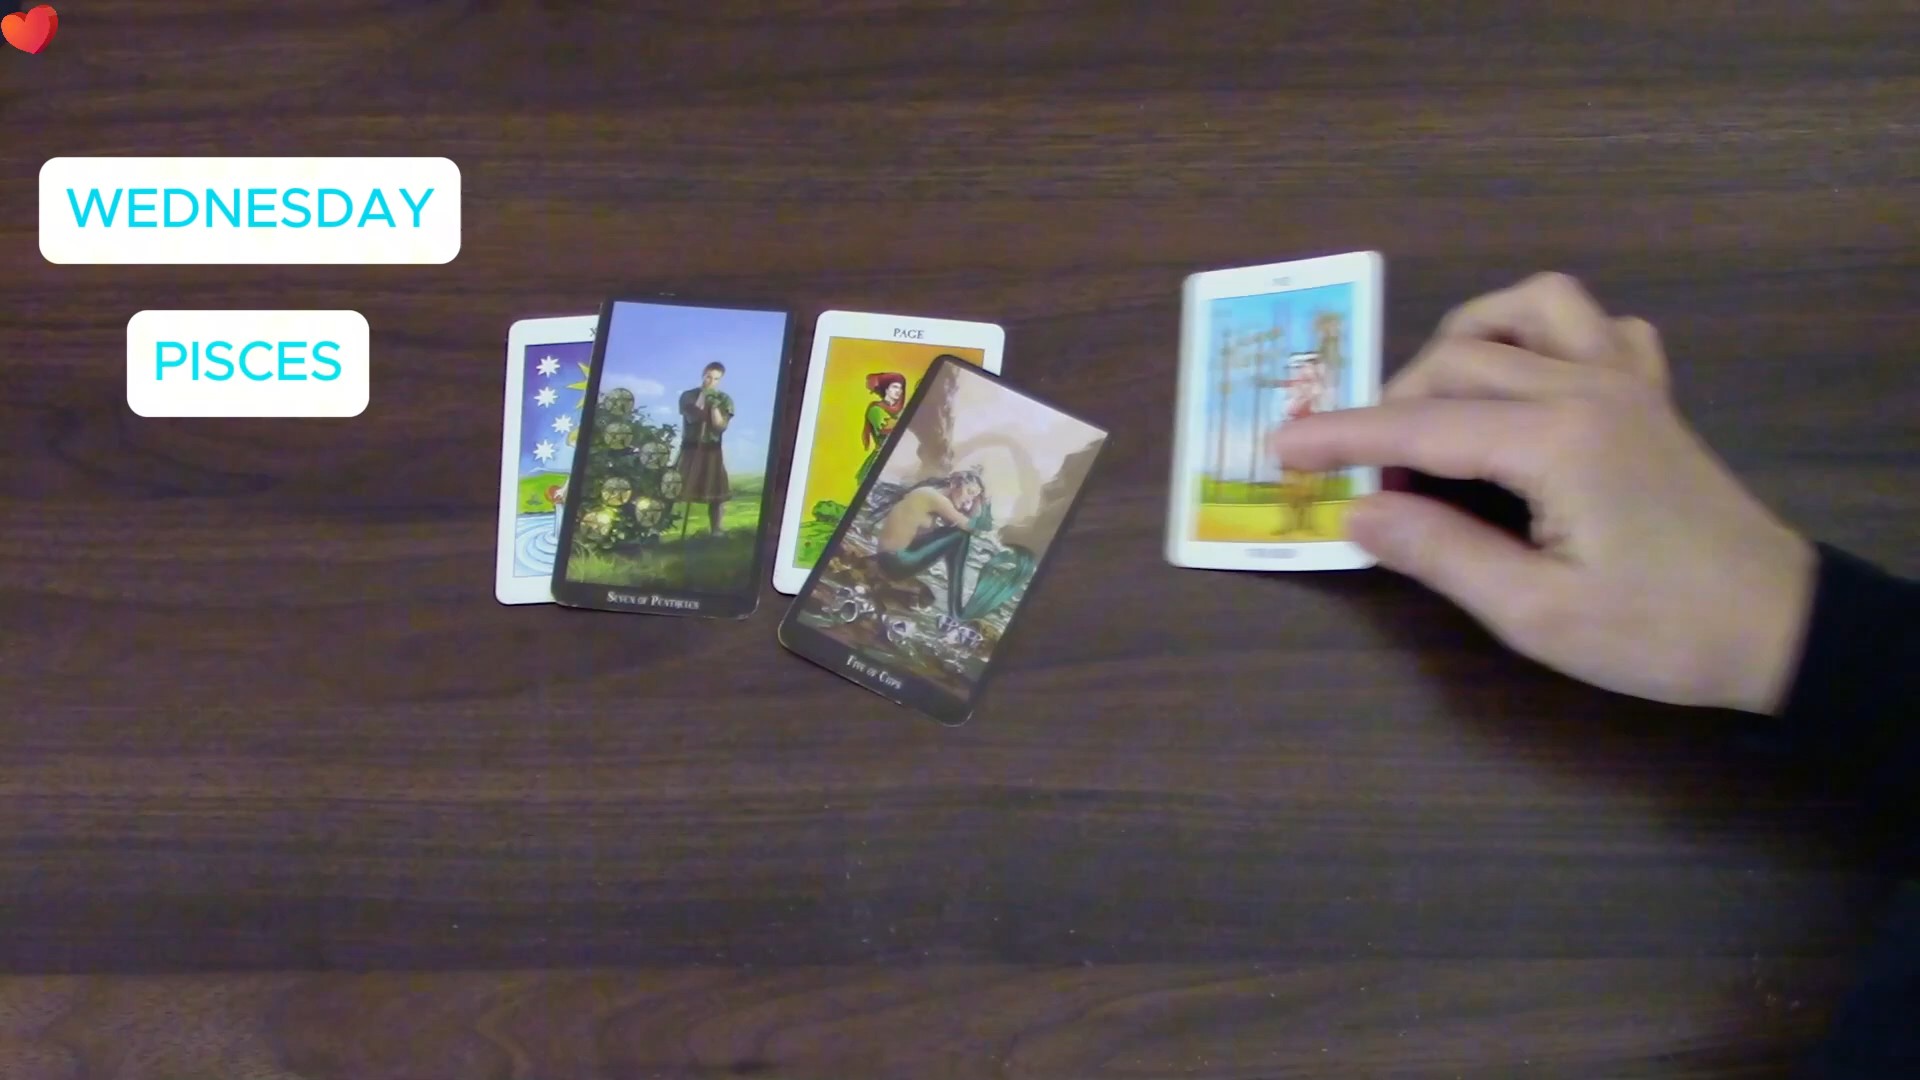 WEDNESDAY
PISCES
X
PAGE
SEVEN OF PENTACLES
FIVE OF CUPS